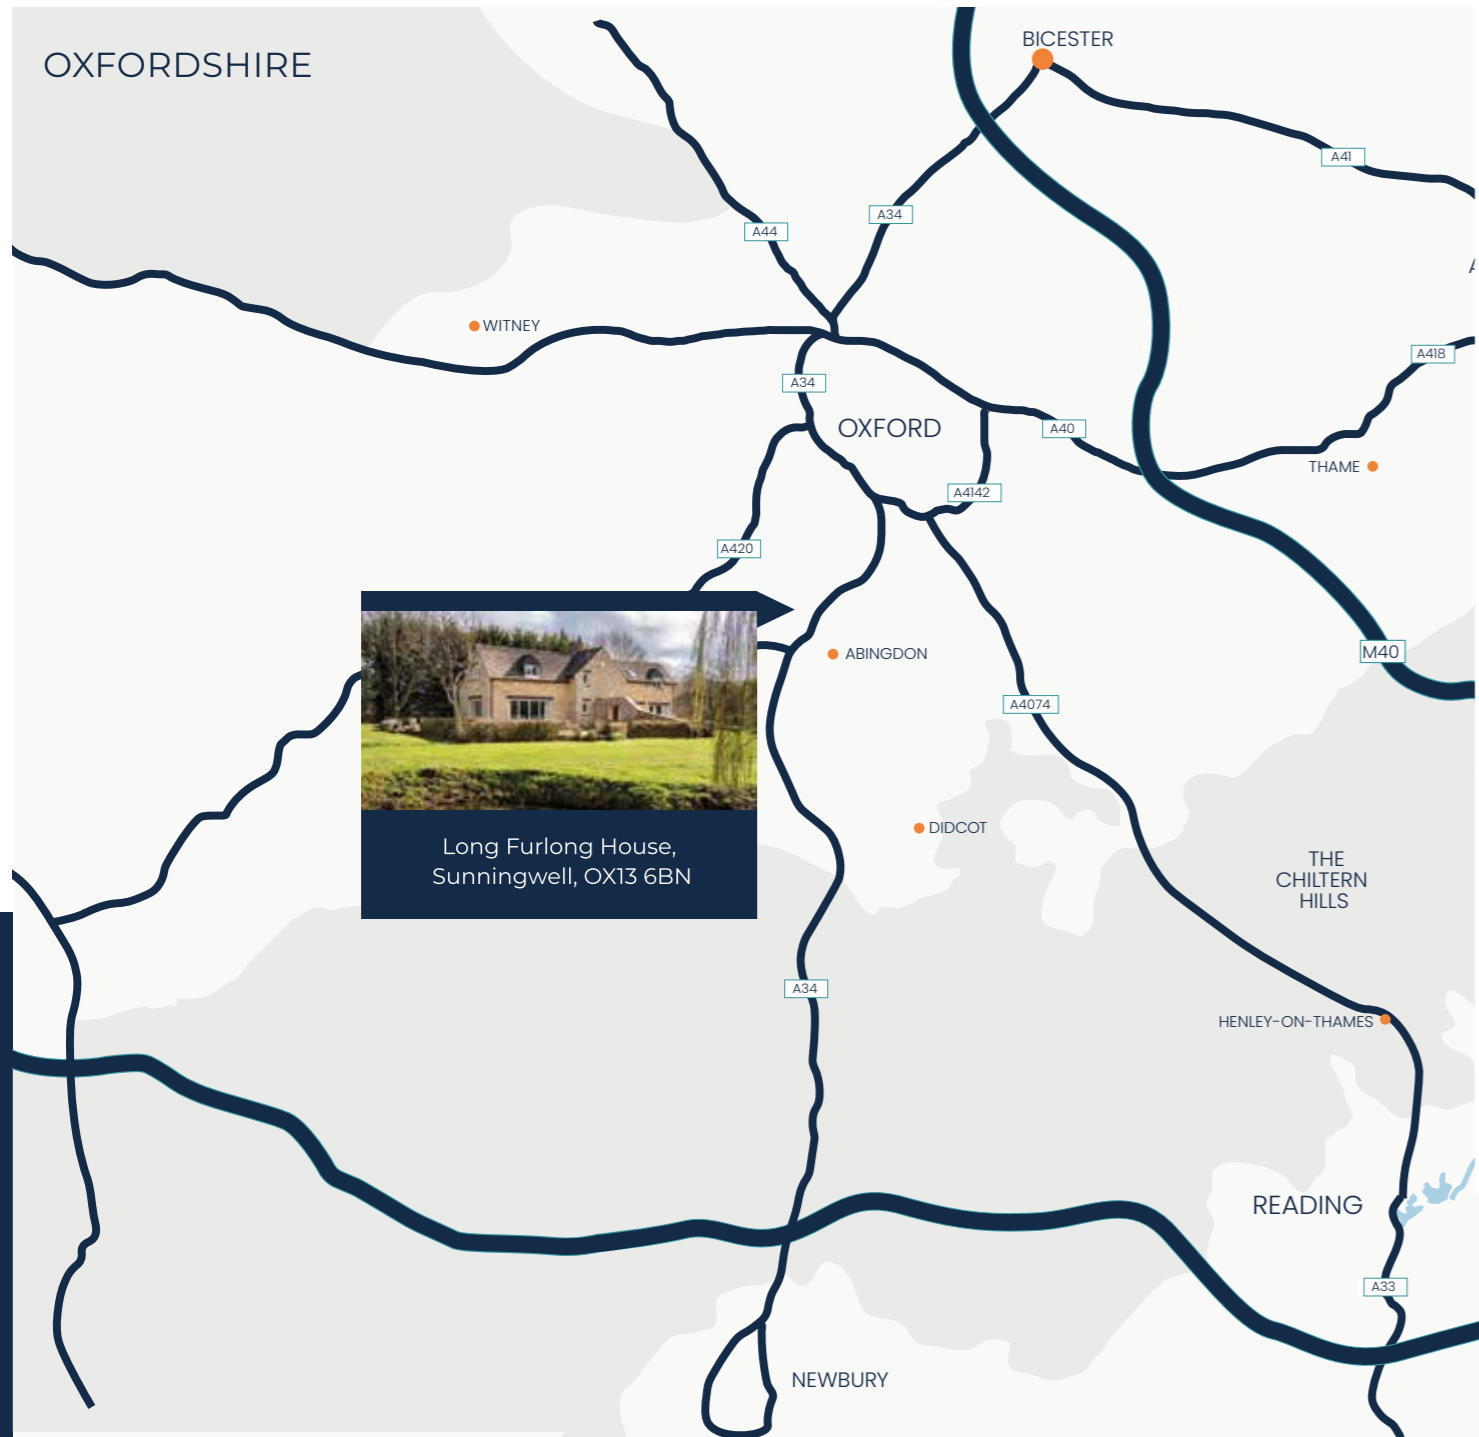 OXFORDSHIRE
BICESTER
A41
A34
A44
WITNEY
A418
A34
OXFORD
A40
THAME
A4142
A420
M40
ABINGDON
A4074
DIDCOT
Long Furlong House,
Sunningwell, OX13 6BN
THE
CHILTERN
HILLS
A34
HENLEY-ON-THAMES
READING
A33
NEWBURY